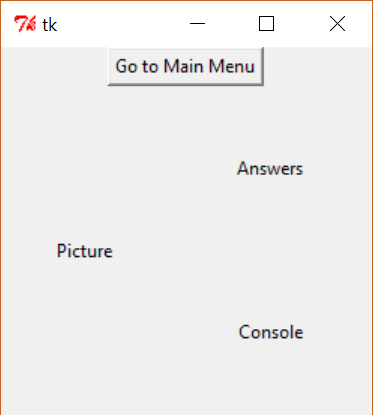 tk
Go to Main Menu
Answers
Picture
Console